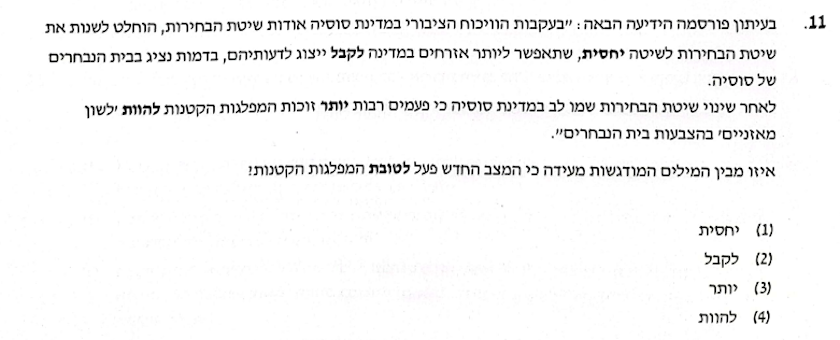 11. בעיתון פורסמה הידיעה הבאה: "בעקבות הוויכוח הציבורי במדינת סוסיה אודות שיטת הבחירות, הוחלט לשנות את
שיטת הבחירות לשיטה יחסית, שתאפשר ליותר אזרחים במדינה לקבל ייצוג לדעותיהם, בדמות נציג בבית הנבחרים
של סוסיה.
לאחר שינוי שיטת הבחירות שמו לב במדינת סוסיה כי פעמים רבות יותר זוכות המפלגות הקטנות להוות 'לשון
מאזניים' בהצבעות בית הנבחרים".
איזו מבין המילים המודגשות מעידה כי המצב החדש פעל לטובת המפלגות הקטנות?
(1) יחסית
(2) לקבל
(3) יותר
(4) להוות